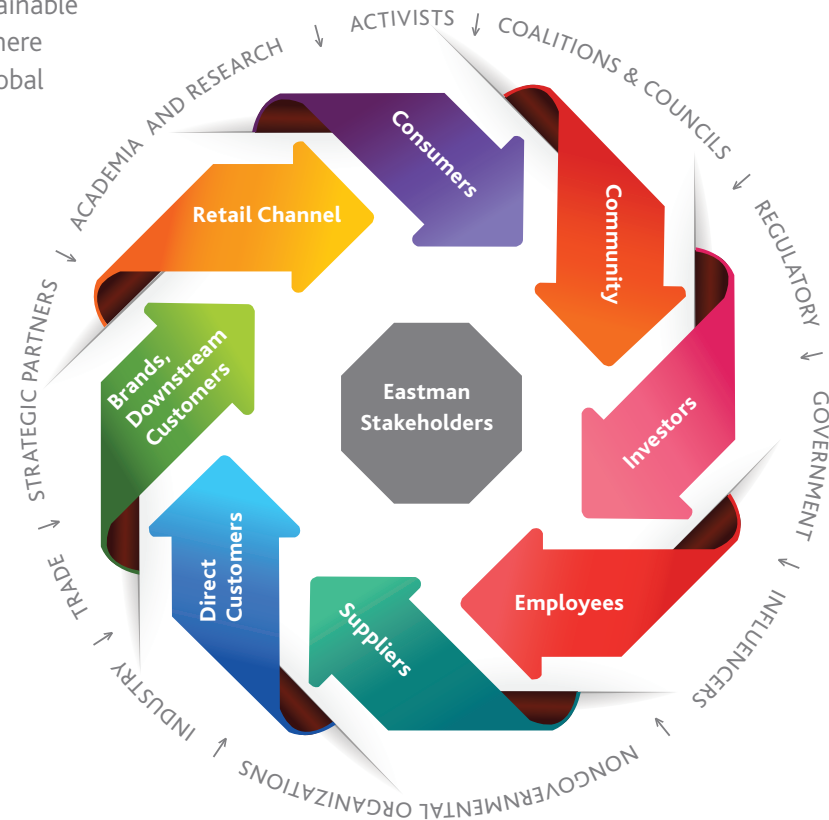 ainable
here
obal
ACTIVISTS
COALITIONS & COUNCILS
REGULATORY
GOVERNMENT
INFLUENCERS
NONGOVERNMENTAL ORGANIZATIONS
INDUSTRY
TRADE
STRATEGIC PARTNERS
ACADEMIA AND RESEARCH
Consumers
Community
Investors
Employees
Suppliers
Direct
Customers
Brands,
Downstream
Customers
Retail Channel
Eastman
Stakeholders